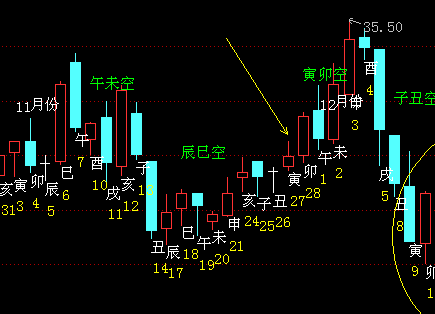 35.50
寅卯空
午未空
子丑空
辰巳空
11月份
12月份
亥
31
寅
3
卯
4
辰
5
巳
6
午
7
酉
10
戌
11
亥
12
子
丑
14
辰
17
巳
18
午
19
未
20
申
21
亥
24
子
25
丑
26
寅
27
卯
28
午
1
未
2
申
3
酉
4
戌
5
丑
8
寅
9
卯
1